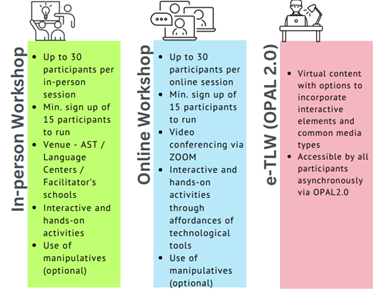 In-person Workshop
• Up to 30
participants per
in-person
session
• Min. sign up of
15 participants
to run
• Venue - AST /
Language
Centers /
Facilitator's
schools
• Interactive and
hands-on
activities
• Use of
manipulatives
(optional)
Online Workshop
• Up to 30
participants per
online session
• Min. sign up of
15 participants
to run
• Video
conferencing via
ZOOM
• Interactive and
hands-on
activities
through
affordances of
technological
tools
• Use of
manipulatives
(optional)
e-TLW (OPAL 2.0)
• Virtual content
with options to
incorporate
interactive
elements and
common media
types
• Accessible by all
participants
asynchronously
via OPAL2.0